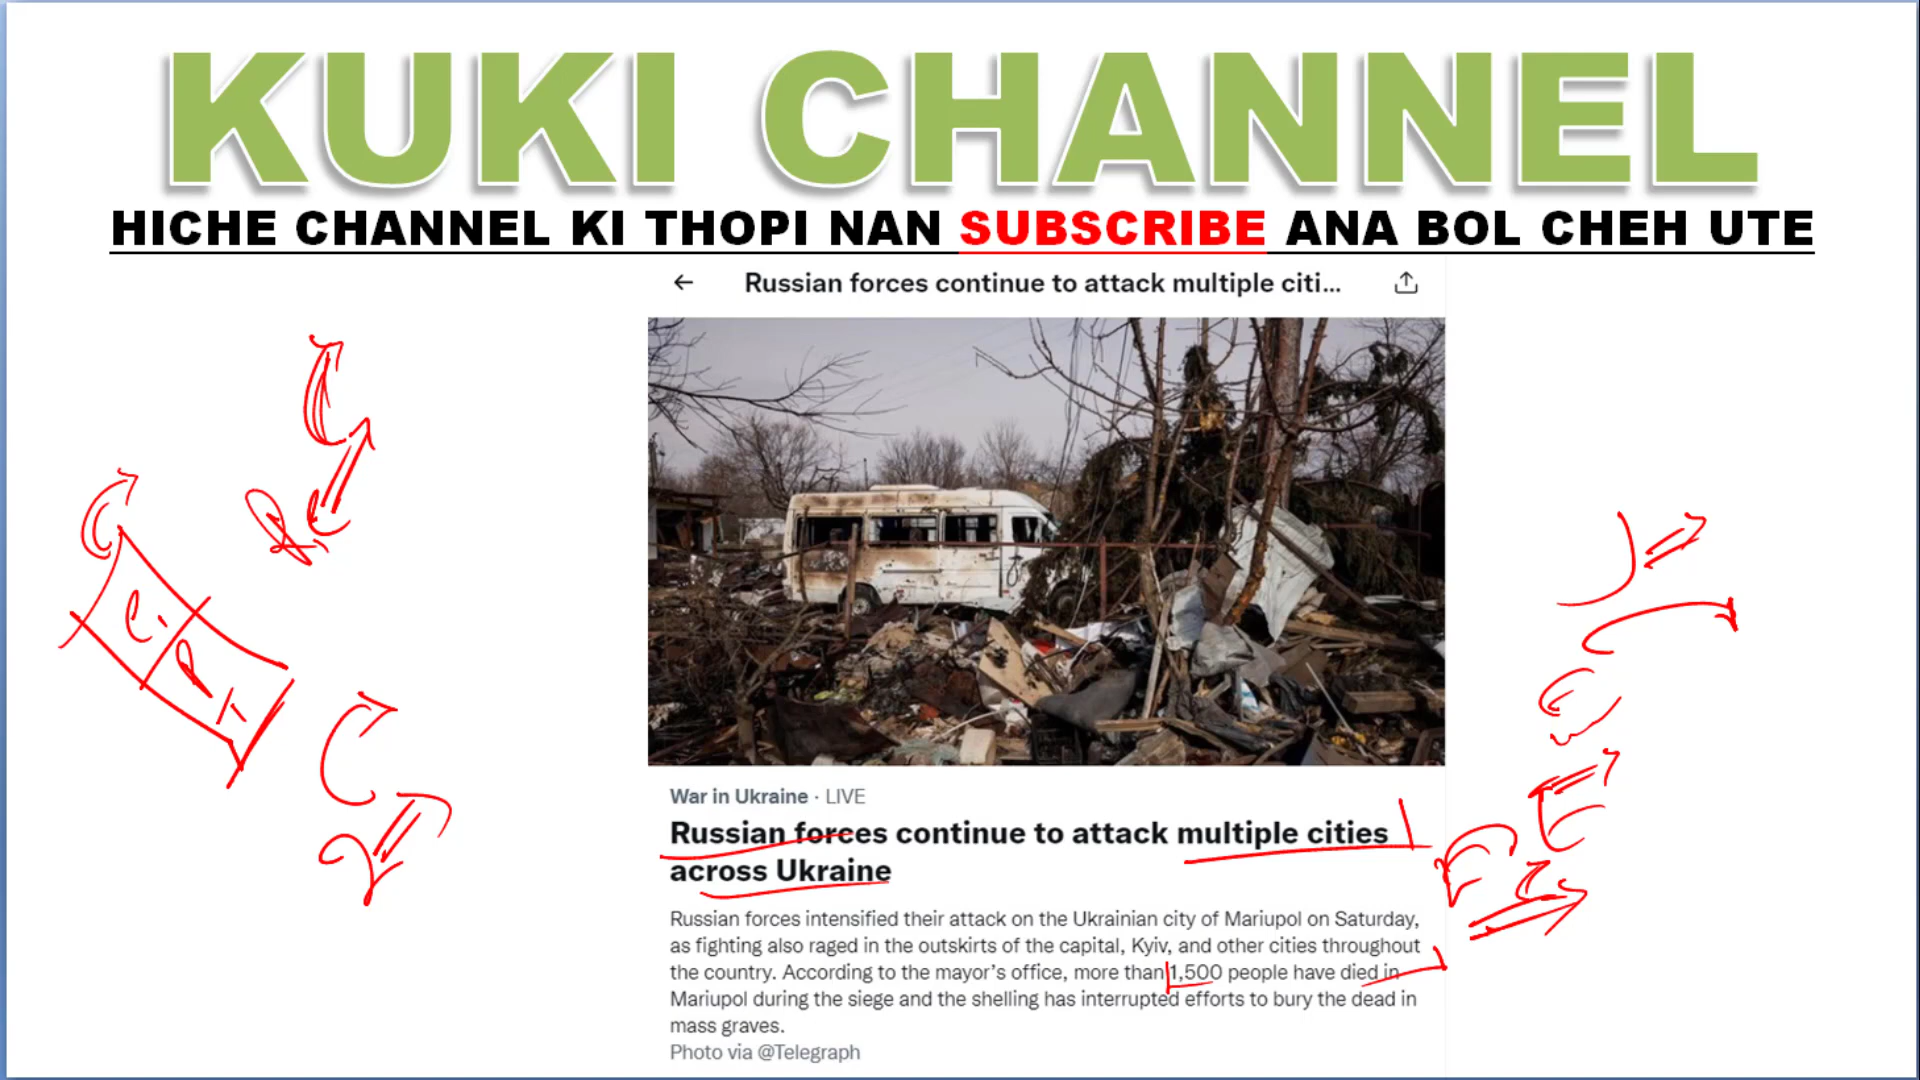 KUKI CHANNEL
HICHE CHANNEL KI THOPI NAN SUBSCRIBE ANA BOL CHEH UTE
Russian forces continue to attack multiple citi...
War in Ukraine · LIVE
Russian forces continue to attack multiple cities
across Ukraine
Russian forces intensified their attack on the Ukrainian city of Mariupol on Saturday,
as fighting also raged in the outskirts of the capital, Kyiv, and other cities throughout
the country. According to the mayor’s office, more than 1,500 people have died in
Mariupol during the siege and the shelling has interrupted efforts to bury the dead in
mass graves.
Photo via @Telegraph